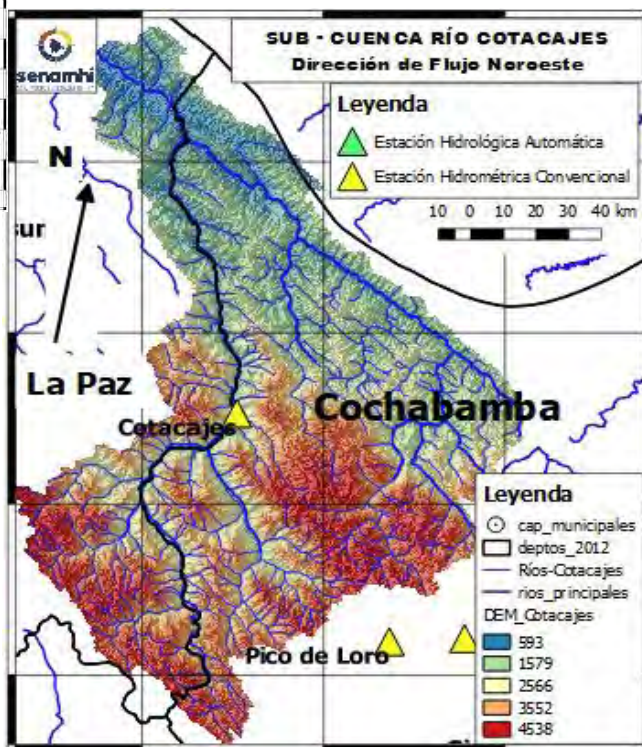 senamhi
SUB - CUENCA RÍO COTACAJES
Dirección de Flujo Noroeste
Leyenda
Estación Hidrológica Automática
Estación Hidrométrica Convencional
10 0 10 20 30 40 km
N
sur
La Paz
Cotacajes
Cochabamba
Pico de Loro
Leyenda
cap_municipales
deptos_2012
Ríos-Cotacajes
rios_principales
DEM_Cotacajes
593
1579
2566
3552
4538